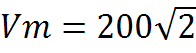 Vm = 200√2